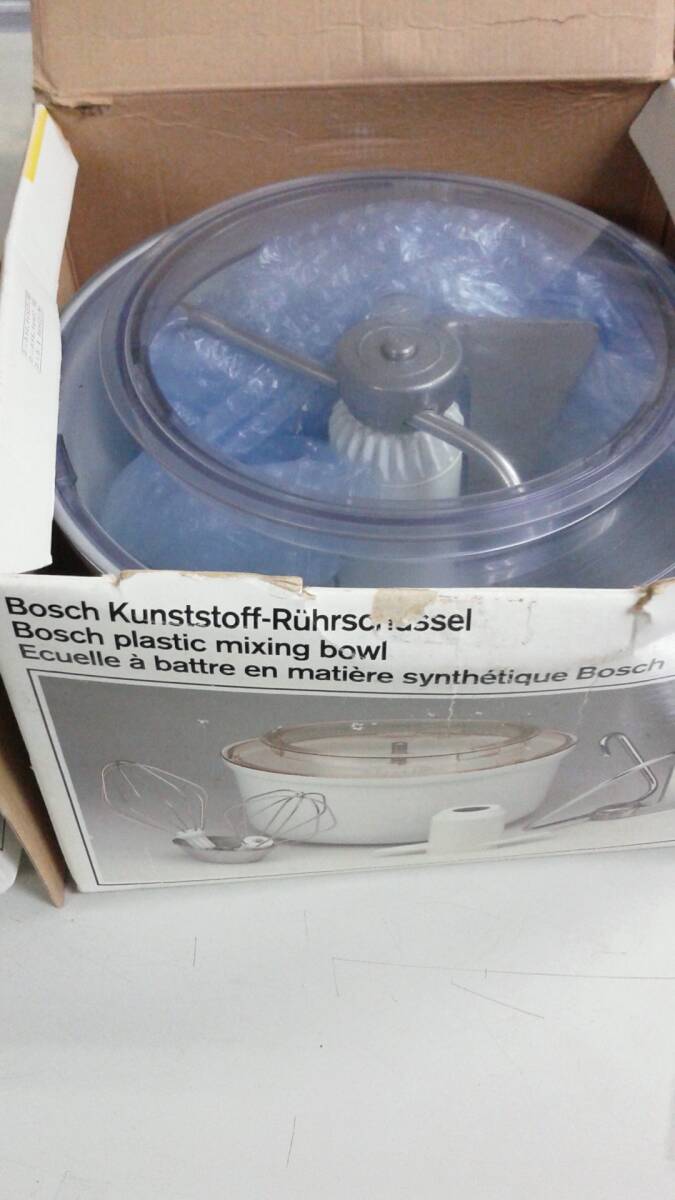 Bosch Kunststoff-Rührschüssel
Bosch plastic mixing bowl
Ecuelle à battre en matière synthétique Bosch